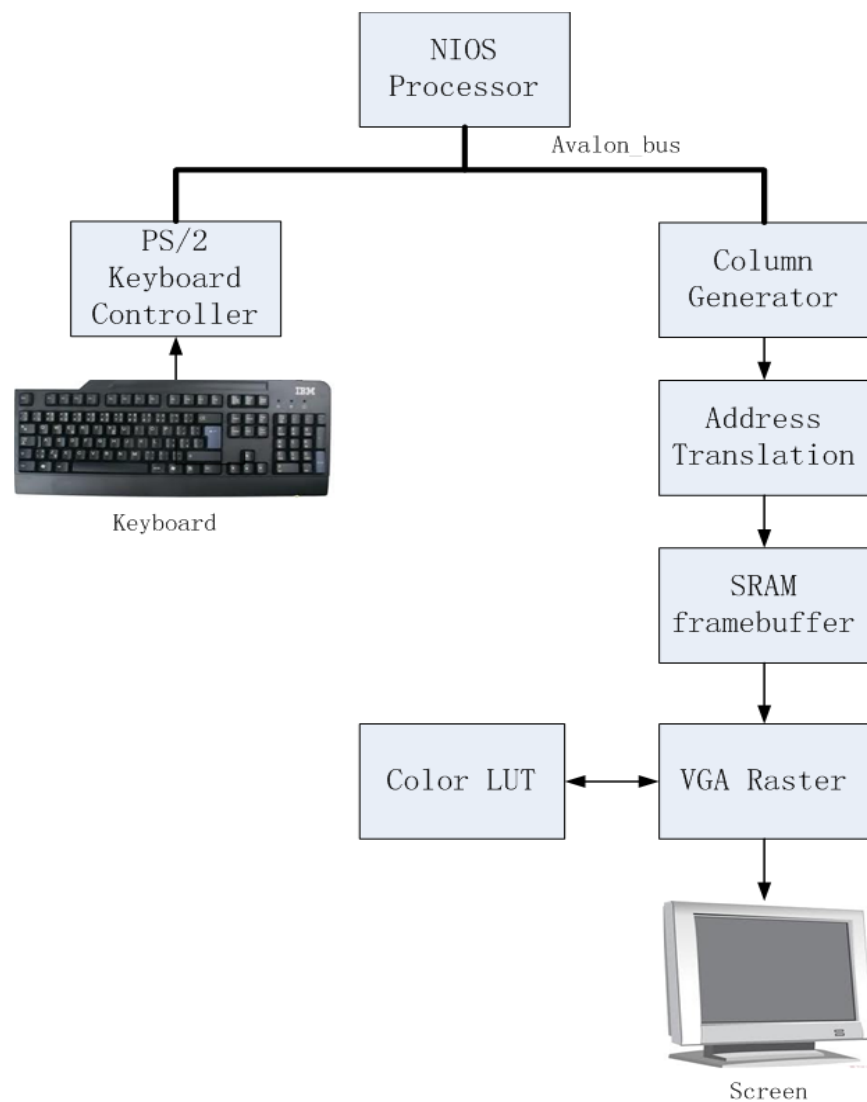 NIOS
Processor
Avalon_bus
PS/2
Keyboard
Controller
Column
Generator
IBM
Address
Translation
Keyboard
SRAM
framebuffer
Color LUT
VGA Raster
Screen